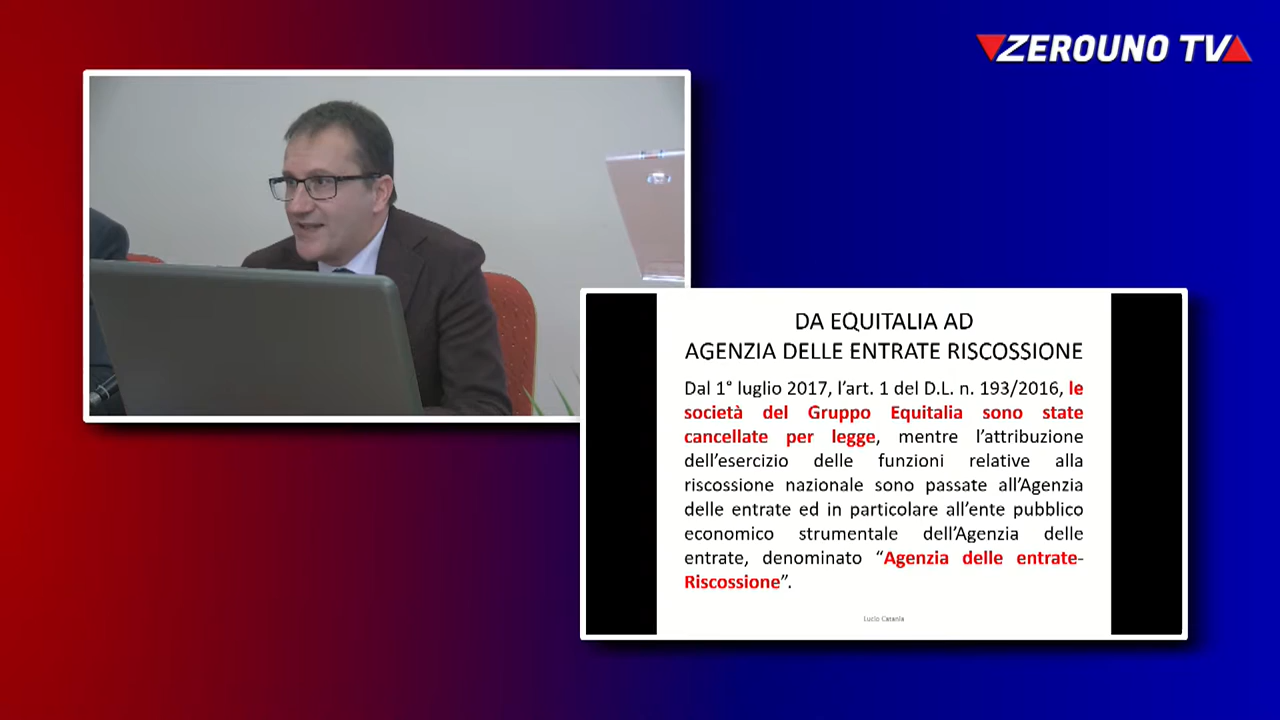 ZEROUNO TV
DA EQUITALIA AD
AGENZIA DELLE ENTRATE RISCOSSIONE
Dal 1° luglio 2017, l’art. 1 del D.L. n. 193/2016, le
società del Gruppo Equitalia sono state
cancellate per legge, mentre l’attribuzione
dell’esercizio delle funzioni relative alla
riscossione nazionale sono passate all’Agenzia
delle entrate ed in particolare all’ente pubblico
economico strumentale dell’Agenzia delle
entrate, denominato “Agenzia delle entrate-
Riscossione”.
Lucio Catania